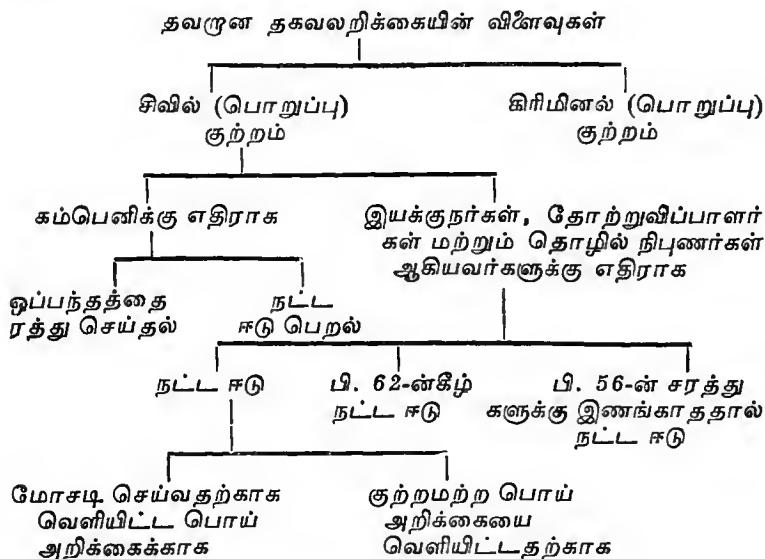 தவறான தகவலறிக்கையின் விளைவுகள்
சிவில் (பொறுப்பு) கிரிமினல் (பொறுப்பு)
குற்றம் குற்றம்
கம்பெனிக்கு எதிராக இயக்குநர்கள், தோற்றுவிப்பாளர்
கள் மற்றும் தொழில் நிபுணர்கள்
ஆகியவர்களுக்கு எதிராக
ஒப்பந்தத்தை நட்ட
ரத்து செய்தல் ஈடு பெறல்
நட்ட ஈடு பி. 62-ன்கீழ் பி. 56-ன் சரத்து
நட்ட ஈடு களுக்கு இணங்காததால்
நட்ட ஈடு
மோசடி செய்வதற்காக குற்றமற்ற பொய்
வெளியிட்ட பொய் அறிக்கையை
அறிக்கைக்காக வெளியிட்டதற்காக